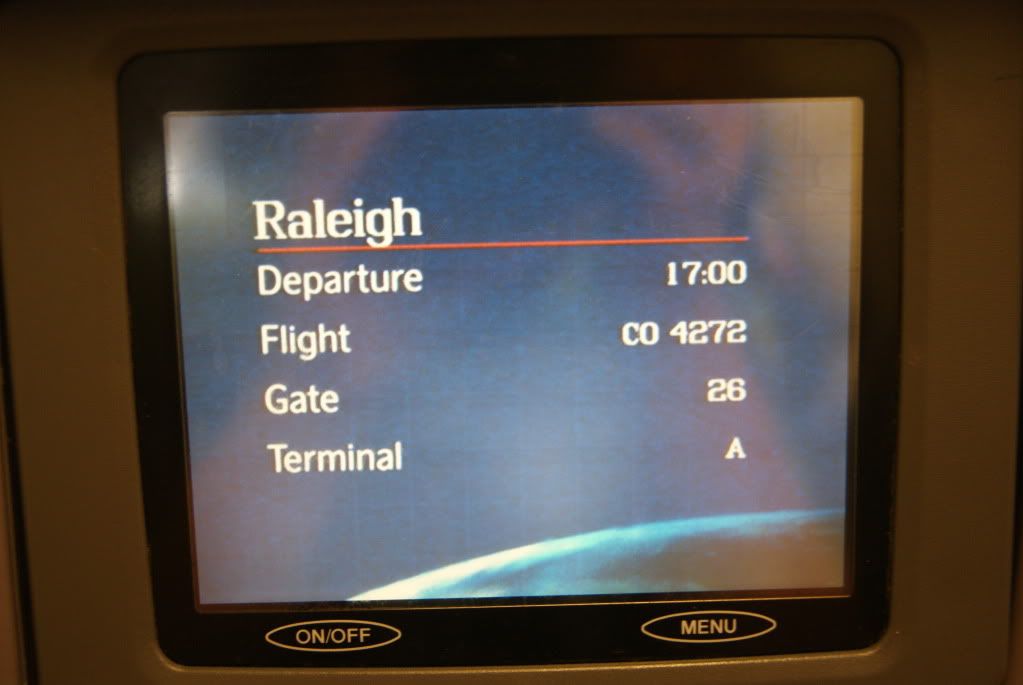 Raleigh
Departure 17:00
Flight CO 4272
Gate 26
Terminal A
ON/OFF MENU